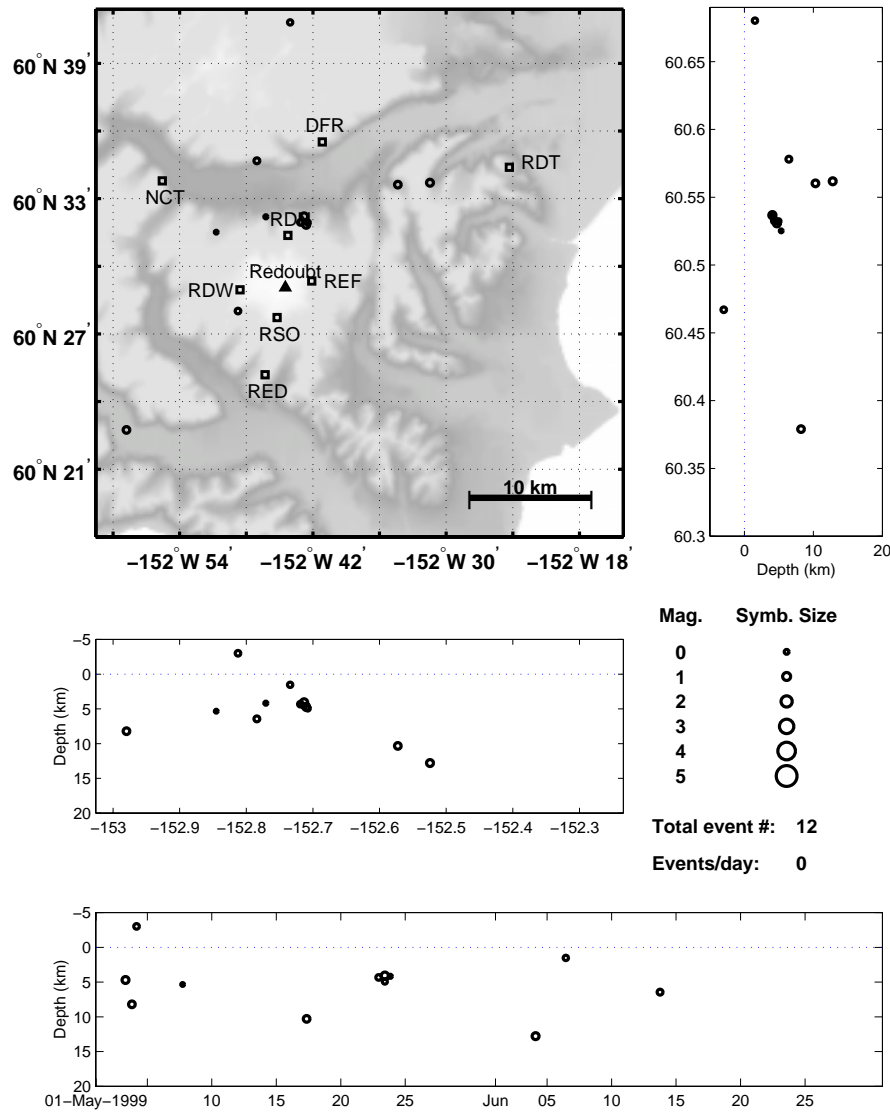 60° N 39'
60° N 33'
60° N 27'
60° N 21'
DFR
RDT
NCT
Redoubt
REF
RDW
RSO
RED
10 km
−152° W 54'
−152° W 42'
−152° W 30'
−152° W 18'
60.65
60.6
60.55
60.5
60.45
60.4
60.35
60.3
0
10
20
Depth (km)
−5
0
5
10
15
20
Depth (km)
−153
−152.9
−152.8
−152.7
−152.6
−152.5
−152.4
−152.3
Mag. Symb. Size
0
1
2
3
4
5
Total event #: 12
Events/day: 0
−5
0
5
10
15
20
Depth (km)
01−May−1999
10
15
20
25
Jun
05
10
15
20
25